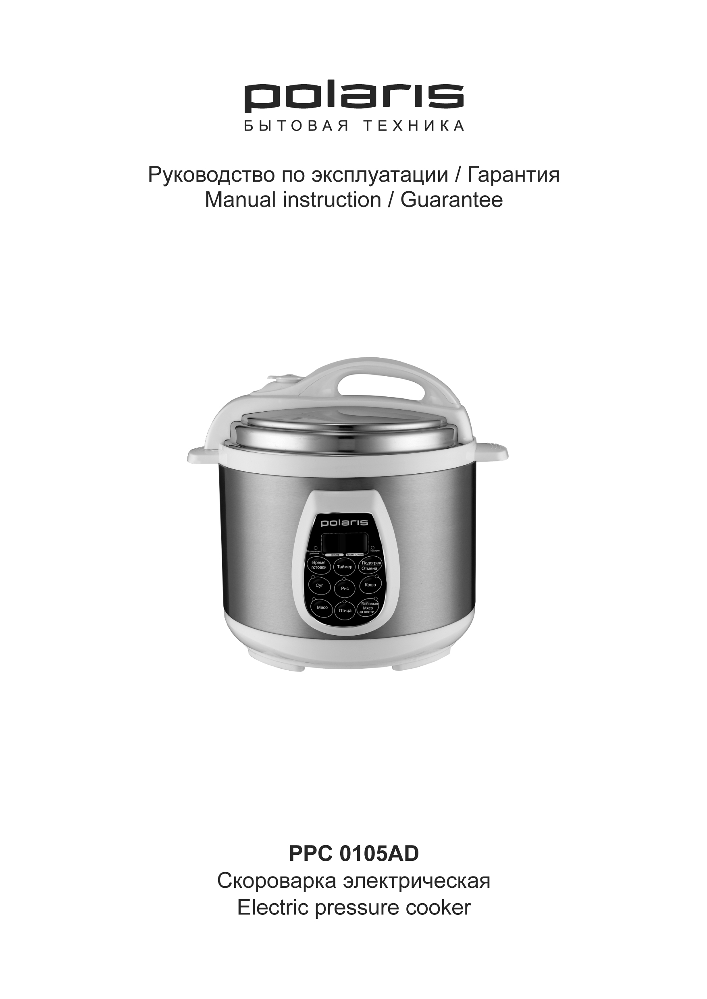 polaris
БЫТОВАЯ ТЕХНИКА
Руководство по эксплуатации / Гарантия
Manual instruction / Guarantee
polaris
Поддержание
давления
Подогрев
Таймер
Время готовки
Время
готовки
Таймер
Подогрев
Отмена
Суп
Рис
Каша
Мясо
Птица
Бобовые
Мясо
на кости
PPC 0105AD
Скороварка электрическая
Electric pressure cooker